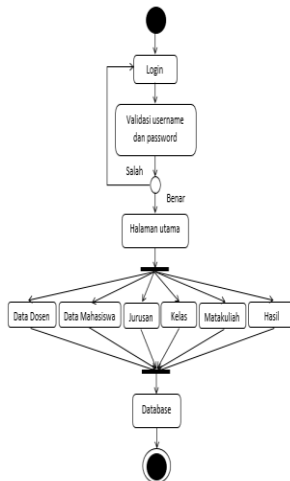 Login
Validasi username
dan password
Salah
Benar
Halaman utama
Data Dosen
Data Mahasiswa
Jurusan
Kelas
Matakuliah
Hasil
Database